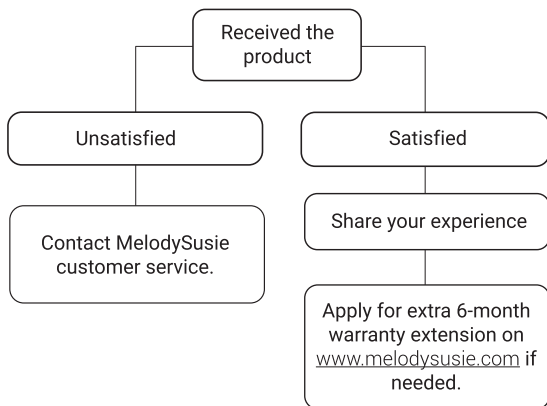 Received the
product
Unsatisfied
Satisfied
Contact MelodySusie
customer service.
Share your experience
Apply for extra 6-month
warranty extension on
www.melodysusie.com if
needed.